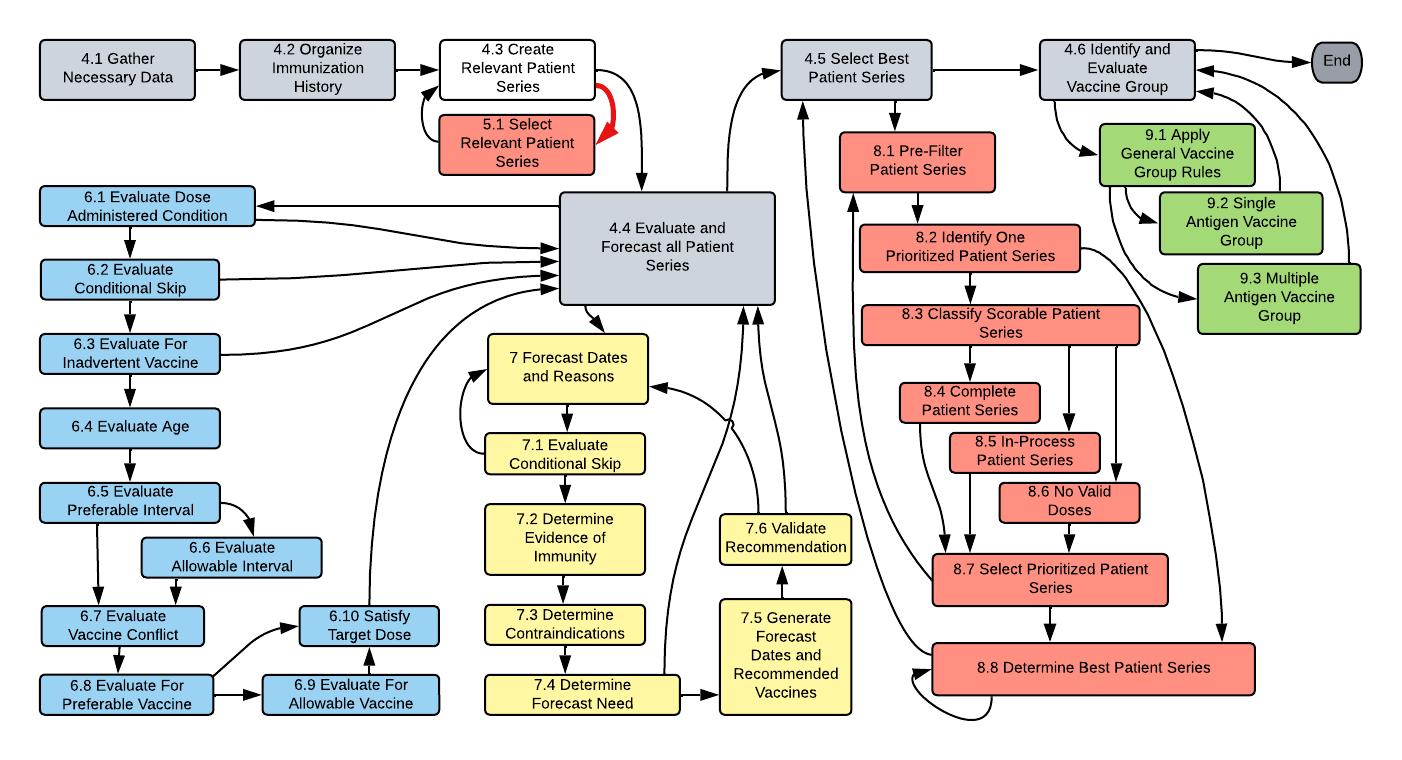 4.1 Gather
Necessary Data
4.2 Organize
Immunization
History
4.3 Create
Relevant Patient
Series
5.1 Select
Relevant Patient
Series
4.5 Select Best
Patient Series
4.6 Identify and
Evaluate
Vaccine Group
End
6.1 Evaluate Dose
Administered Condition
6.2 Evaluate
Conditional Skip
6.3 Evaluate For
Inadvertent Vaccine
6.4 Evaluate Age
6.5 Evaluate
Preferable Interval
6.6 Evaluate
Allowable Interval
6.7 Evaluate
Vaccine Conflict
6.8 Evaluate For
Preferable Vaccine
6.9 Evaluate For
Allowable Vaccine
6.10 Satisfy
Target Dose
4.4 Evaluate and
Forecast all Patient
Series
7 Forecast Dates
and Reasons
7.1 Evaluate
Conditional Skip
7.2 Determine
Evidence of
Immunity
7.3 Determine
Contraindications
7.4 Determine
Forecast Need
7.5 Generate
Forecast
Dates and
Recommended
Vaccines
7.6 Validate
Recommendation
8.1 Pre-Filter
Patient Series
8.2 Identify One
Prioritized Patient Series
8.3 Classify Scorable Patient
Series
8.4 Complete
Patient Series
8.5 In-Process
Patient Series
8.6 No Valid
Doses
8.7 Select Prioritized Patient
Series
8.8 Determine Best Patient Series
9.1 Apply
General Vaccine
Group Rules
9.2 Single
Antigen Vaccine
Group
9.3 Multiple
Antigen Vaccine
Group